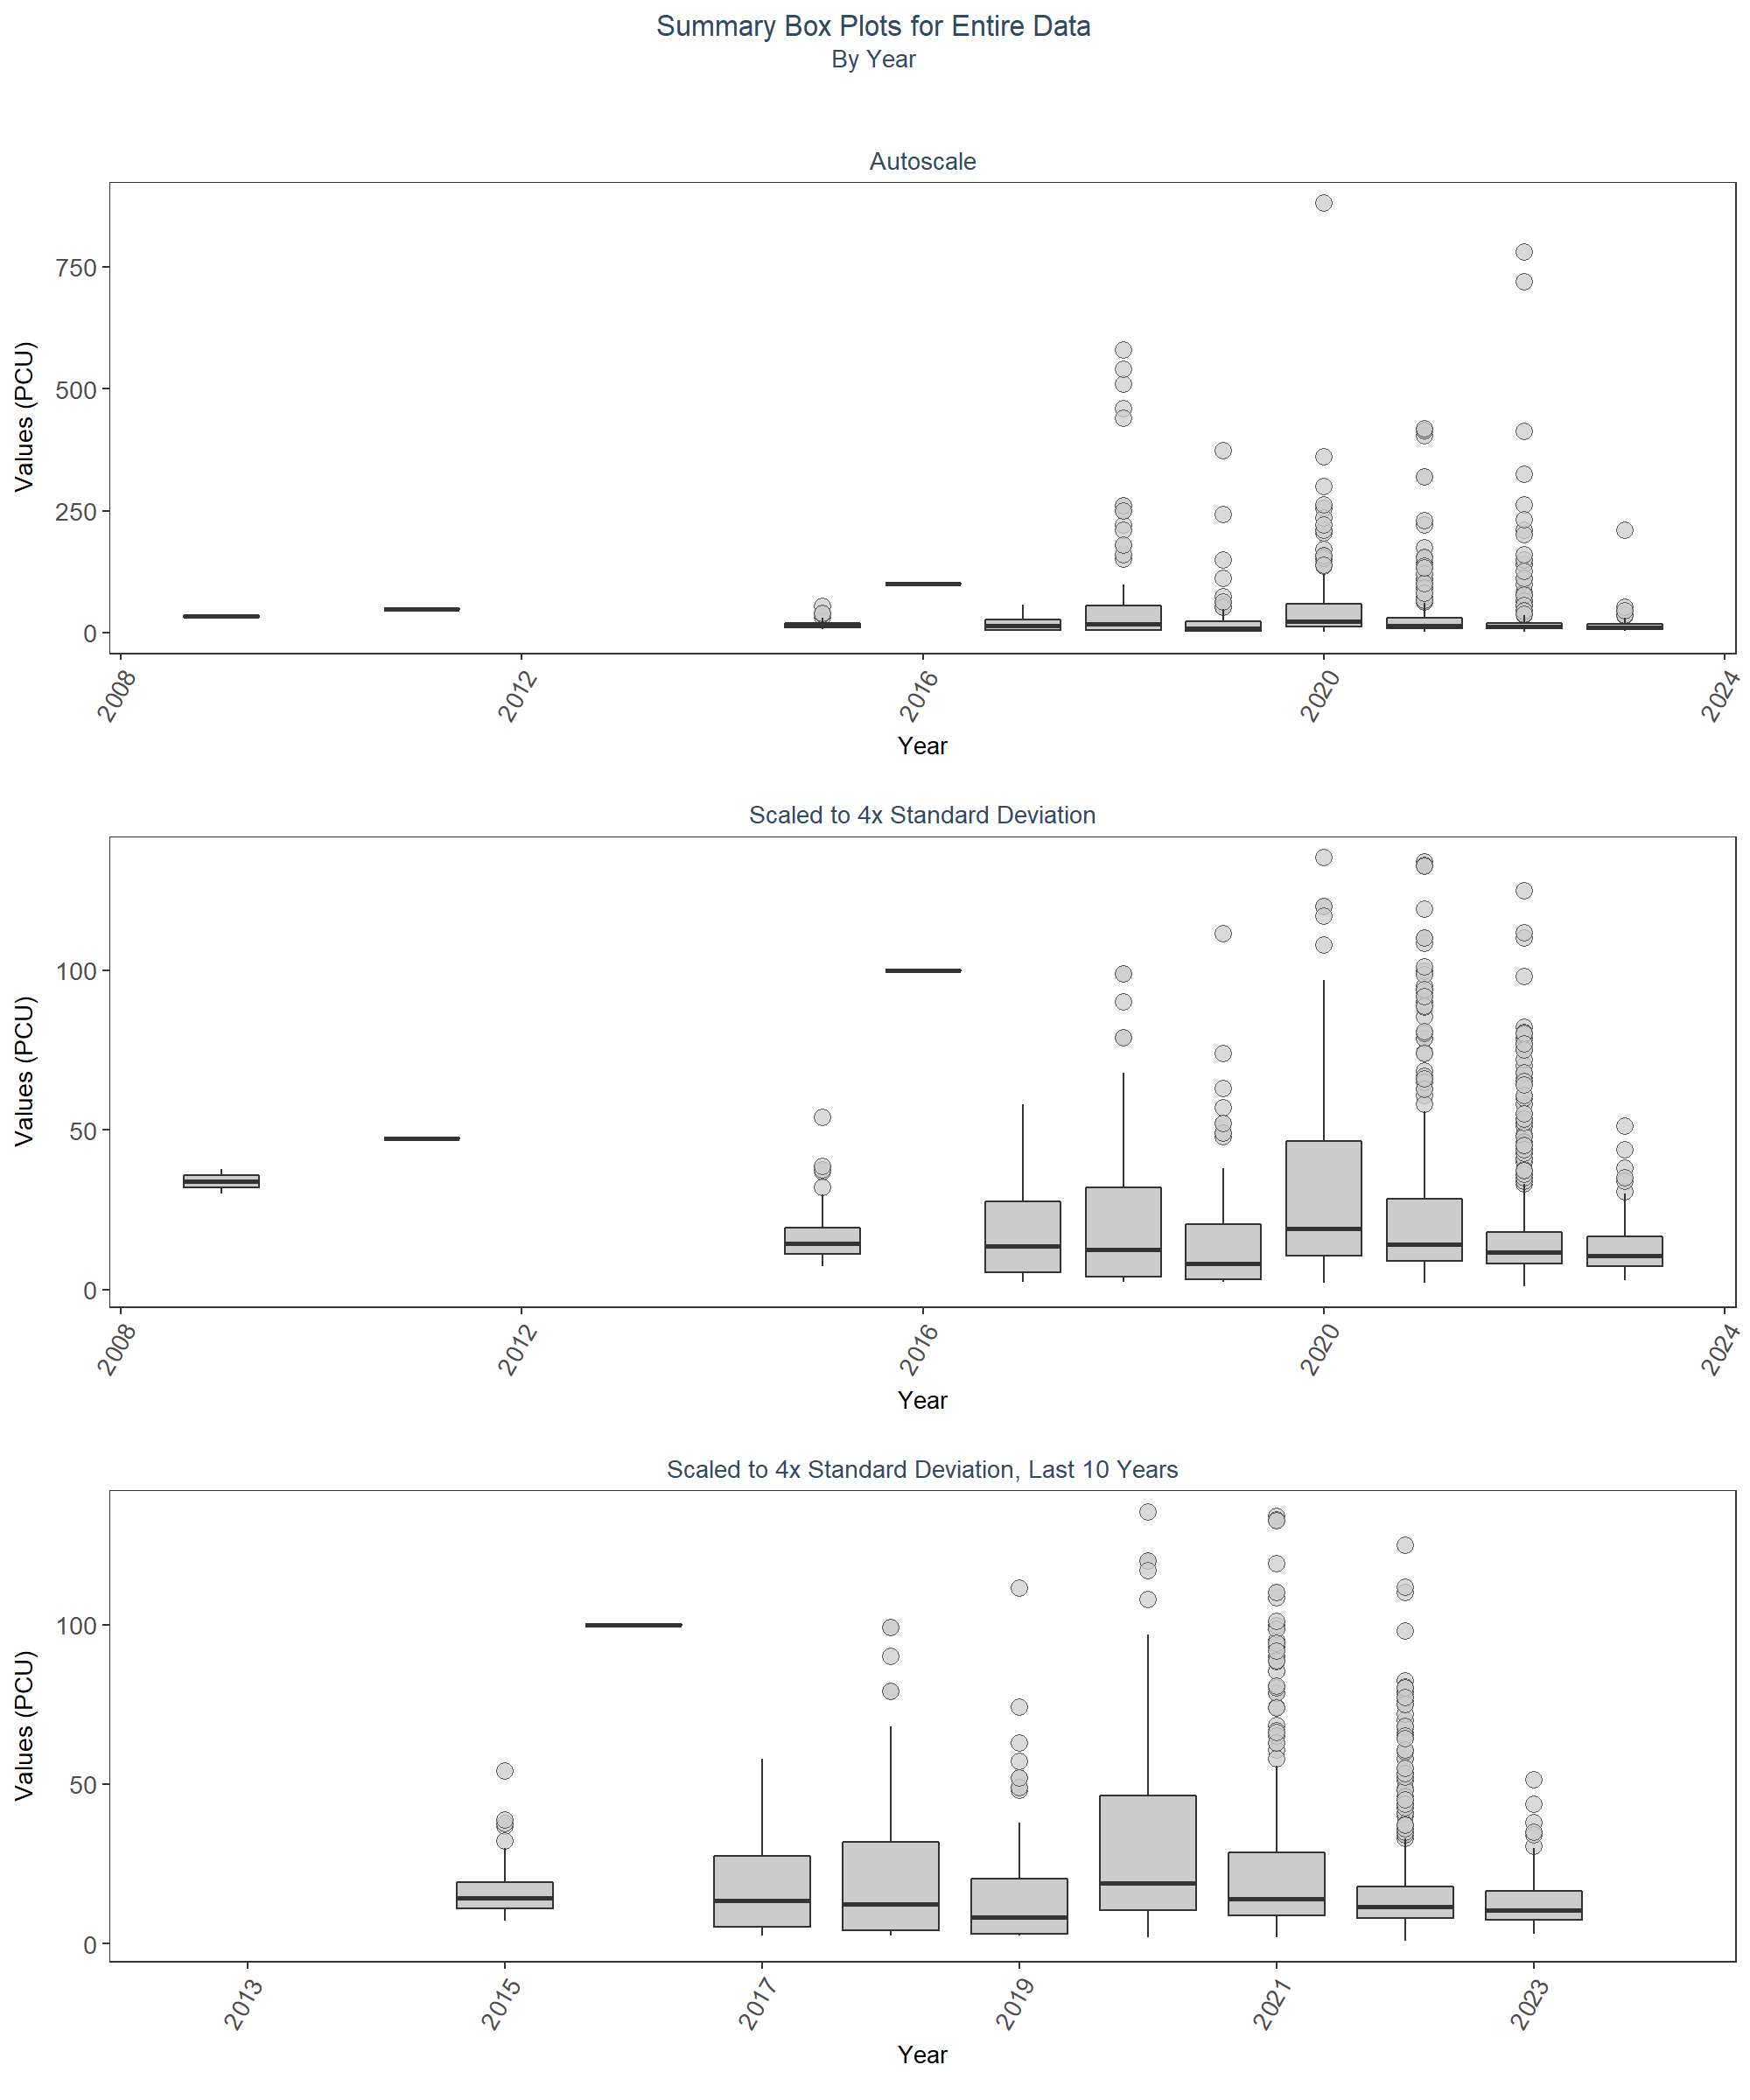 Summary Box Plots for Entire Data
By Year
Autoscale
Values (PCU)
750
500
250
0
2008
2012
2016
2020
2024
Year
Scaled to 4x Standard Deviation
Values (PCU)
100
50
0
2008
2012
2016
2020
2024
Year
Scaled to 4x Standard Deviation, Last 10 Years
Values (PCU)
100
50
0
2013
2015
2017
2019
2021
2023
Year